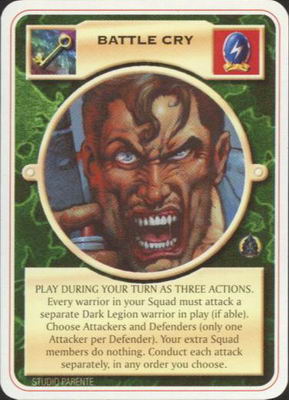 BATTLE CRY
PLAY DURING YOUR TURN AS THREE ACTIONS.
Every warrior in your Squad must attack a
separate Dark Legion warrior in play (if able).
Choose Attackers and Defenders (only one
Attacker per Defender). Your extra Squad
members do nothing. Conduct each attack
separately, in any order you choose.
STUDIO PARENTE